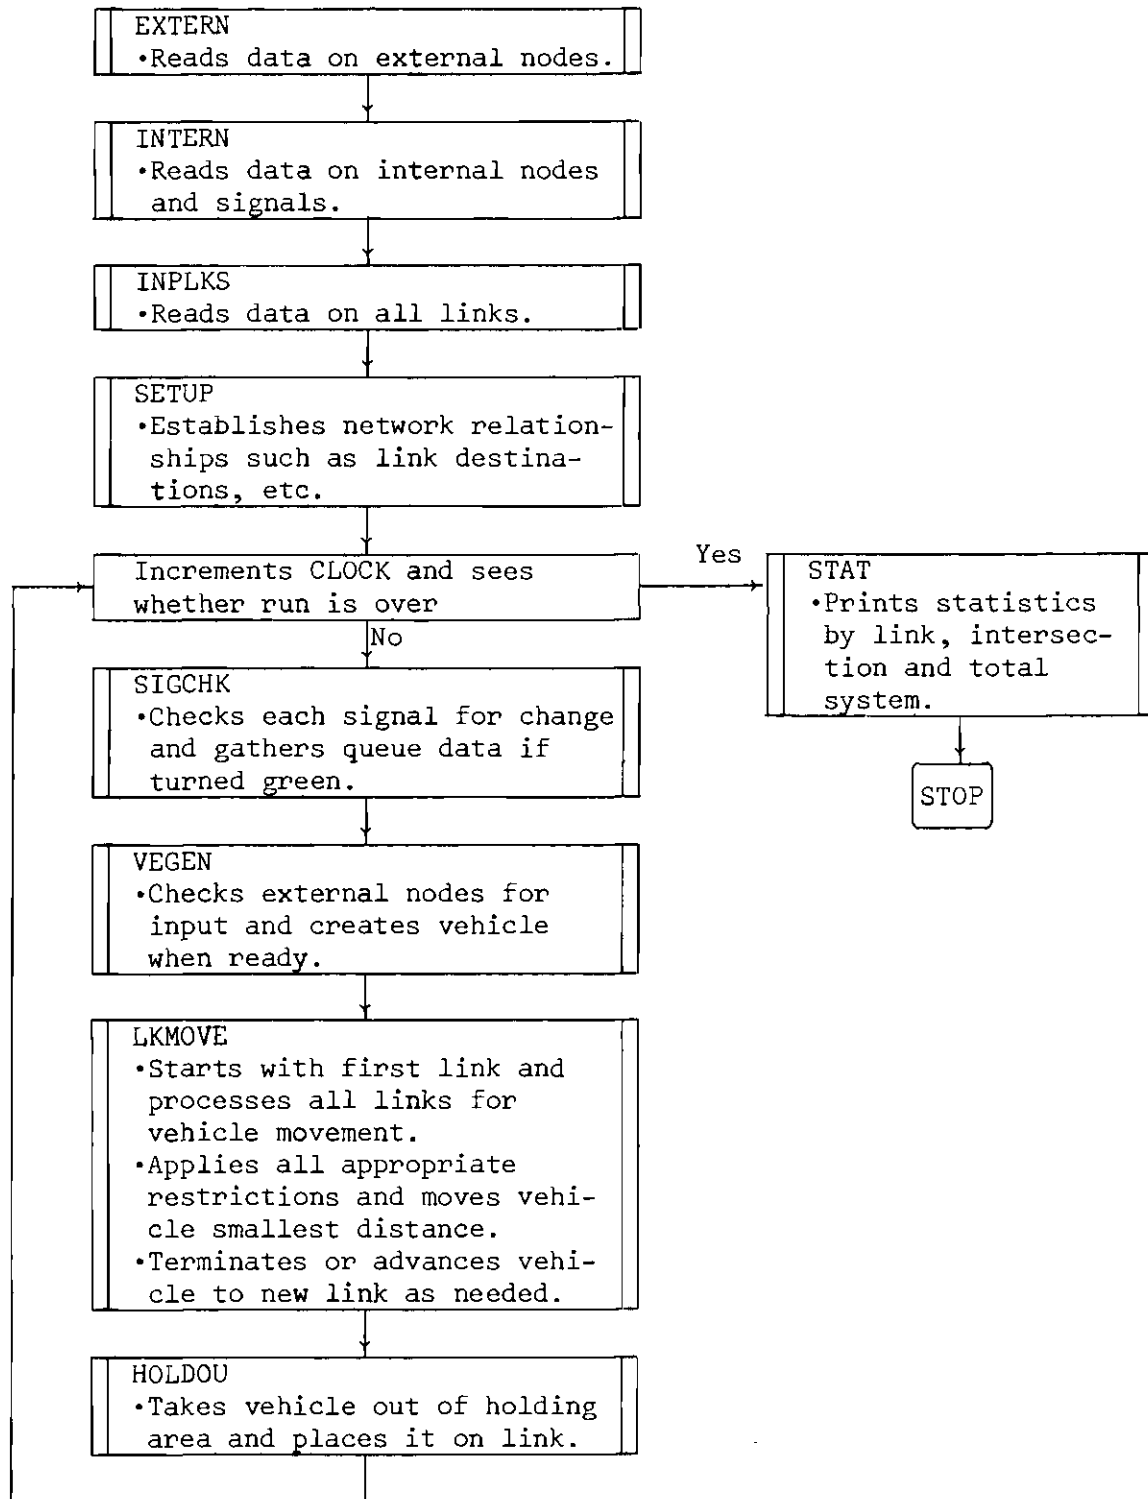 EXTERN
•Reads data on external nodes.
INTERN
•Reads data on internal nodes
and signals.
INPLKS
•Reads data on all links.
SETUP
•Establishes network relation-
ships such as link destina-
tions, etc.
Increments CLOCK and sees
whether run is over
Yes
STAT
•Prints statistics
by link, intersec-
tion and total
system.
STOP
No
SIGCHK
•Checks each signal for change
and gathers queue data if
turned green.
VEGEN
•Checks external nodes for
input and creates vehicle
when ready.
LKMOVE
•Starts with first link and
processes all links for
vehicle movement.
•Applies all appropriate
restrictions and moves vehi-
cle smallest distance.
•Terminates or advances vehi-
cle to new link as needed.
HOLDOU
•Takes vehicle out of holding
area and places it on link.